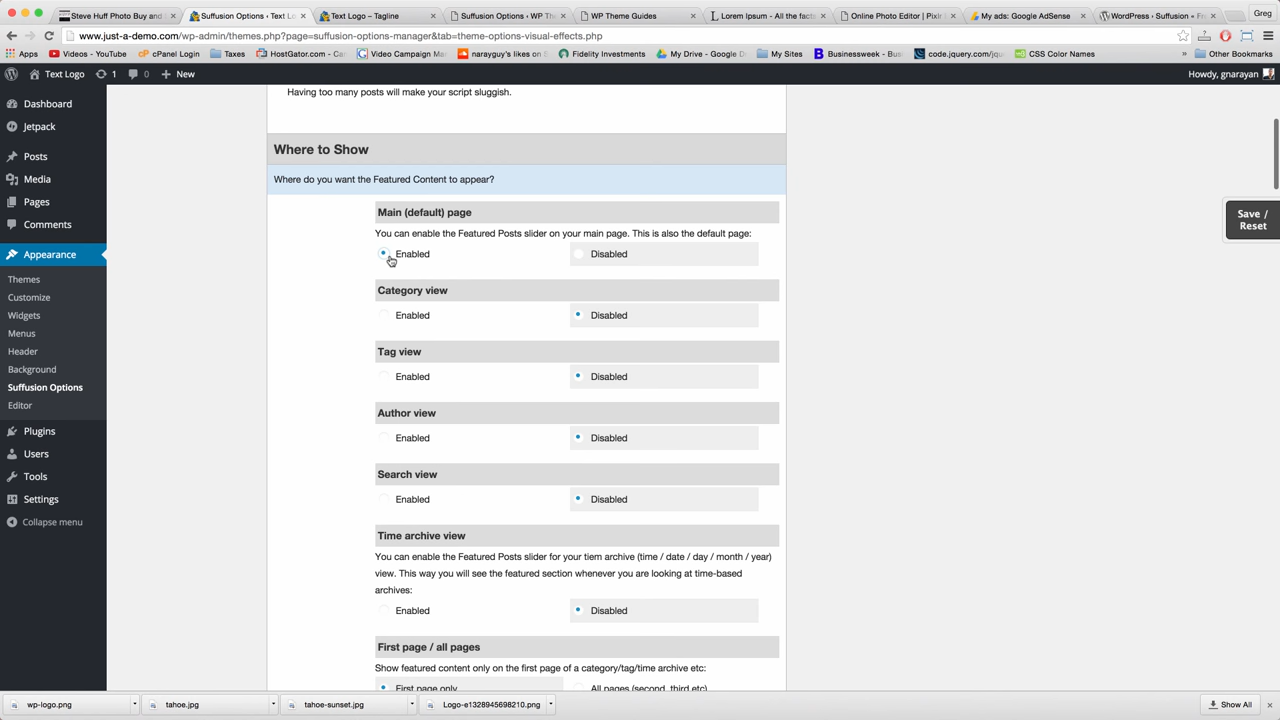 Steve Huff Photo Buy and
Suffusion Options ‹ Text Lo
Text Logo – Tagline
Suffusion Options – WP Th
WP Theme Guides
Lorem Ipsum - All the facts
Online Photo Editor | Pixlr
My ads: Google AdSense
WordPress › Suffusion « Fr
Greg
www.just-a-demo.com/wp-admin/themes.php?page=suffusion-options-manager&tab=theme-options-visual-effects.php
Apps
Videos - YouTube
cPanel Login
Taxes
HostGator.com -
Video Campaign Ma
narayguy's likes on
Fidelity Investments
My Drive - Google D
My Sites
Businessweek - Bus
code.jquery.com/jq
CSS Color Names
»
Other Bookmarks
Text Logo
1
0
New
Howdy, gnarayan
Dashboard
Jetpack
Posts
Media
Pages
Comments
Appearance
Themes
Customize
Widgets
Menus
Header
Background
Suffusion Options
Editor
Plugins
Users
Tools
Settings
Collapse menu
Having too many posts will make your script sluggish.
Where to Show
Where do you want the Featured Content to appear?
Main (default) page
You can enable the Featured Posts slider on your main page. This is also the default page:
Enabled Disabled
Category view
Enabled Disabled
Tag view
Enabled Disabled
Author view
Enabled Disabled
Search view
Enabled Disabled
Time archive view
You can enable the Featured Posts slider for your tiem archive (time / date / day / month / year)
view. This way you will see the featured section whenever you are looking at time-based
archives:
Enabled Disabled
First page / all pages
Show featured content only on the first page of a category/tag/time archive etc:
First page only All pages (second, third etc)
Save /
Reset
wp-logo.png
tahoe.jpg
tahoe-sunset.jpg
Logo-e1328945698210.png
Show All